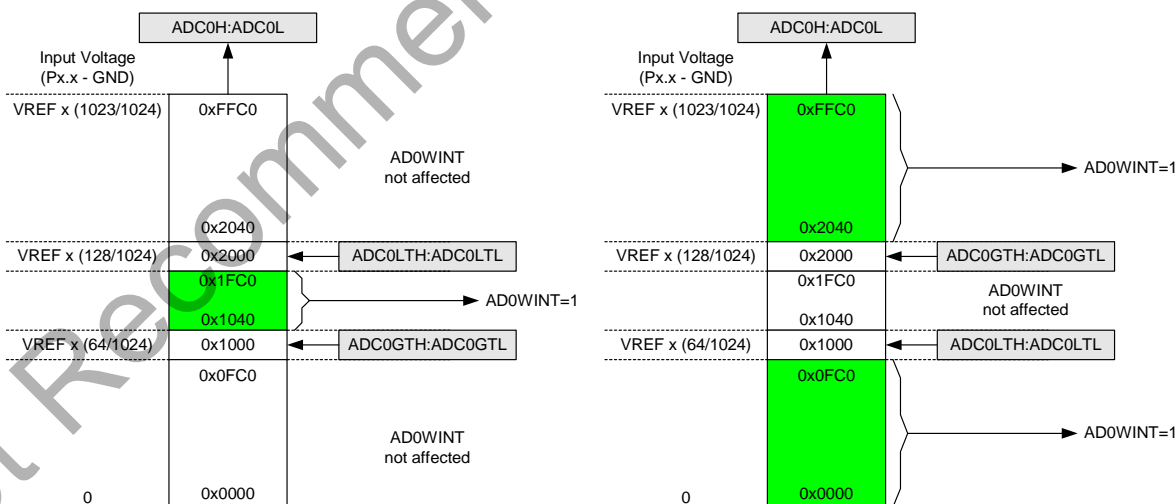 ADC0H:ADC0L
Input Voltage
(Px.x - GND)
VREF x (1023/1024)
0xFFC0
AD0WINT
not affected
0x2040
VREF x (128/1024)
0x2000
ADC0LTH:ADC0LTL
0x1FC0
AD0WINT=1
0x1040
VREF x (64/1024)
0x1000
ADC0GTH:ADC0GTL
0x0FC0
AD0WINT
not affected
0
0x0000
ADC0H:ADC0L
Input Voltage
(Px.x - GND)
VREF x (1023/1024)
0xFFC0
AD0WINT=1
0x2040
VREF x (128/1024)
0x2000
ADC0GTH:ADC0GTL
0x1FC0
AD0WINT
not affected
0x1040
VREF x (64/1024)
0x1000
ADC0LTH:ADC0LTL
0x0FC0
AD0WINT=1
0
0x0000